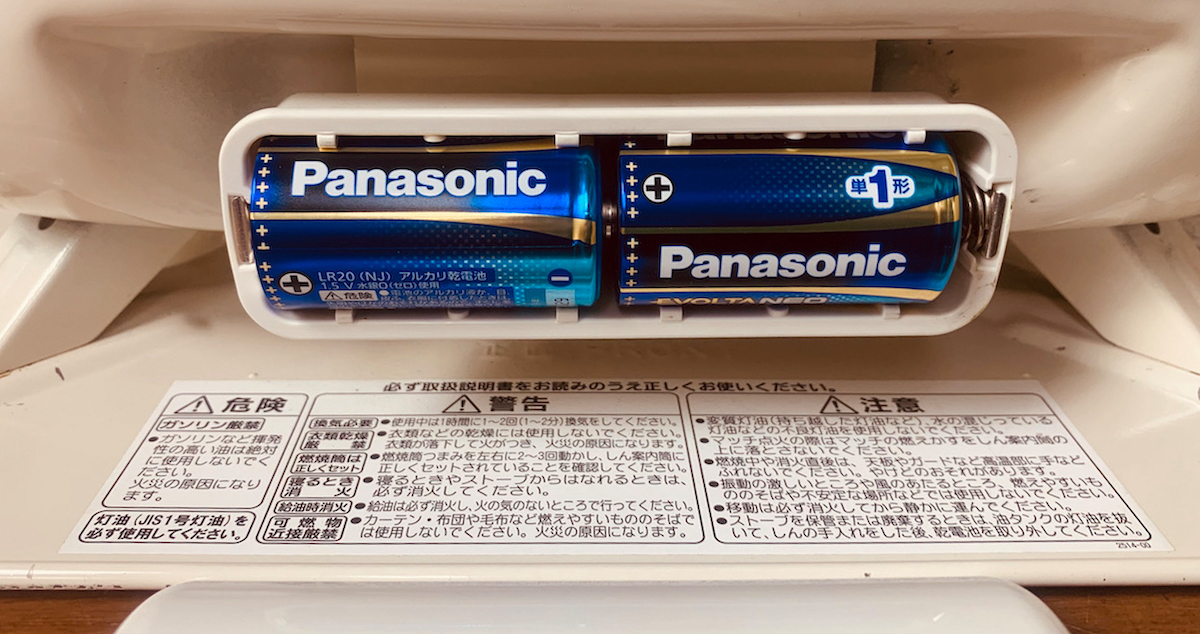 Panasonic
LR20 (NJ) アルカリ乾電池
1.5 V 水銀0(ゼロ)使用
危険
単1形
Panasonic
EVOLTA NEO
必ず取扱説明書をお読みのうえ正しくお使いください。
危険
ガソリン厳禁
・ガソリンなど揮発
性の高い油は絶対
に使用しないでく
ださい。
火災の原因になり
ます。
灯油(JIS1号灯油)を
必ず使用してください。
警告
換気必要
・使用中は1時間に1~2回(1~2分)換気をしてください。
衣類乾燥
厳禁
・衣類などの乾燥には使用しないでください。
衣類が落下して火がつき、火災の原因になります。
燃焼筒は
正しくセット
・燃焼筒つまみを左右に2~3回動かし、しん案内筒に
正しくセットされていることを確認してください。
寝るとき
消火
・寝るときやストーブからはなれるときは、
必ず消火してください。
給油時消火
・給油は必ず消火し、火の気のないところで行ってください。
可燃物
近接厳禁
・カーテン・布団や毛布など燃えやすいもののそばで
は使用しないでください。火災の原因になります。
注意
・変質灯油(持ち越した灯油など)、水の混じっている
灯油などの不良灯油を使用しないでください。
・マッチ点火の際はマッチの燃えかすをしん案内筒の
上に落さないでください。
・燃焼中や消火直後は、天板やガードなど高温部に手など
ふれないでください。やけどのおそれがあります。
・振動の激しいところや風のあたるところ、燃えやすいも
ののそばや不安定な場所などでは使用しないでください。
・移動は必ず消火してから静かに運んでください。
・ストーブを保管または廃棄するときは、油タンクの灯油を抜
いて、しんの手入れをした後、乾電池を取り外してください。
2514-00